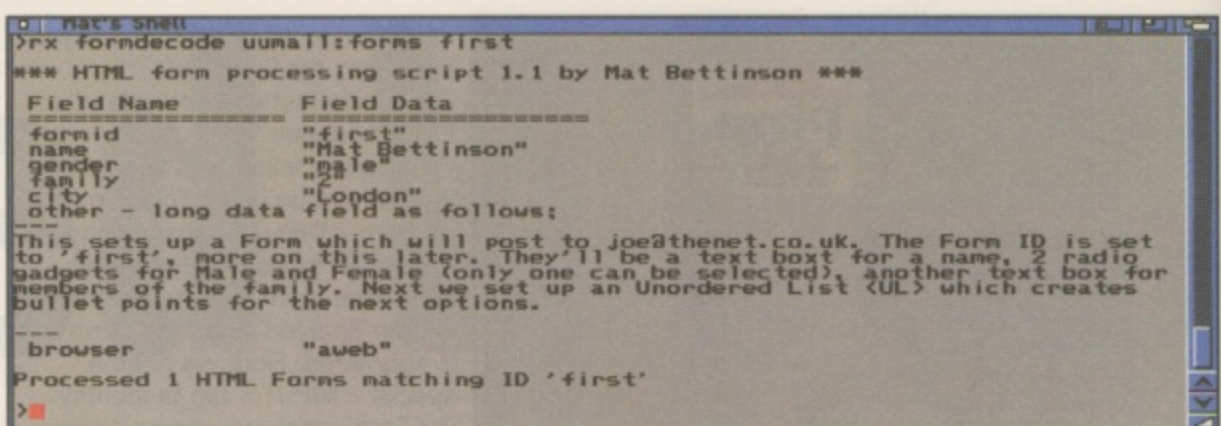 Mat's Shell
>rx formdecode uumail:forms first
*** HTML form processing script 1.1 by Mat Bettinson ***
Field Name Field Data
================== ====================
formid "first"
name "Mat Bettinson"
gender "male"
family "2"
city "London"
other - long data field as follows:
---
This sets up a Form which will post to joe@thenet.co.uk. The Form ID is set
to 'first', more on this later. They'll be a text boxt for a name, 2 radio
gadgets for Male and Female (only one can be selected), another text box for
members of the family. Next we set up an Unordered List <UL> which creates
bullet points for the next options.
---
browser "aweb"
Processed 1 HTML Forms matching ID 'first'
>